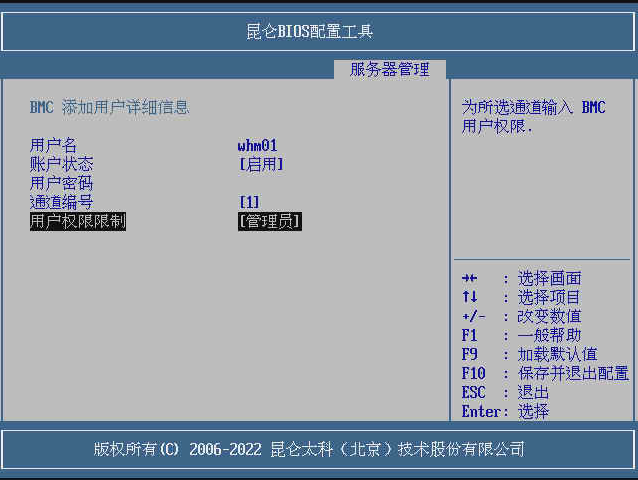 昆仑BIOS配置工具
服务器管理
BMC 添加用户详细信息
用户名 whm01
账户状态 [启用]
用户密码
通道编号 [1]
用户权限限制 [管理员]
为所选通道输入 BMC
用户权限.
→← : 选择画面
↑↓ : 选择项目
+/- : 改变数值
F1 : 一般帮助
F9 : 加载默认值
F10 : 保存并退出配置
ESC : 退出
Enter: 选择
版权所有(C) 2006-2022 昆仑太科（北京）技术股份有限公司